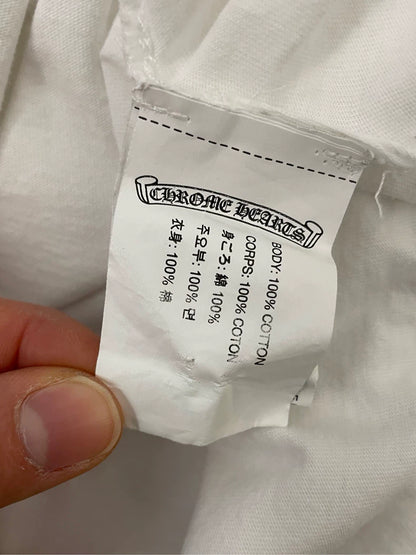 CHROME HEARTS
BODY: 100% COTTON
CORPS: 100% COTON
身ごろ: 綿 100%
주요부: 100% 면
衣身: 100% 棉